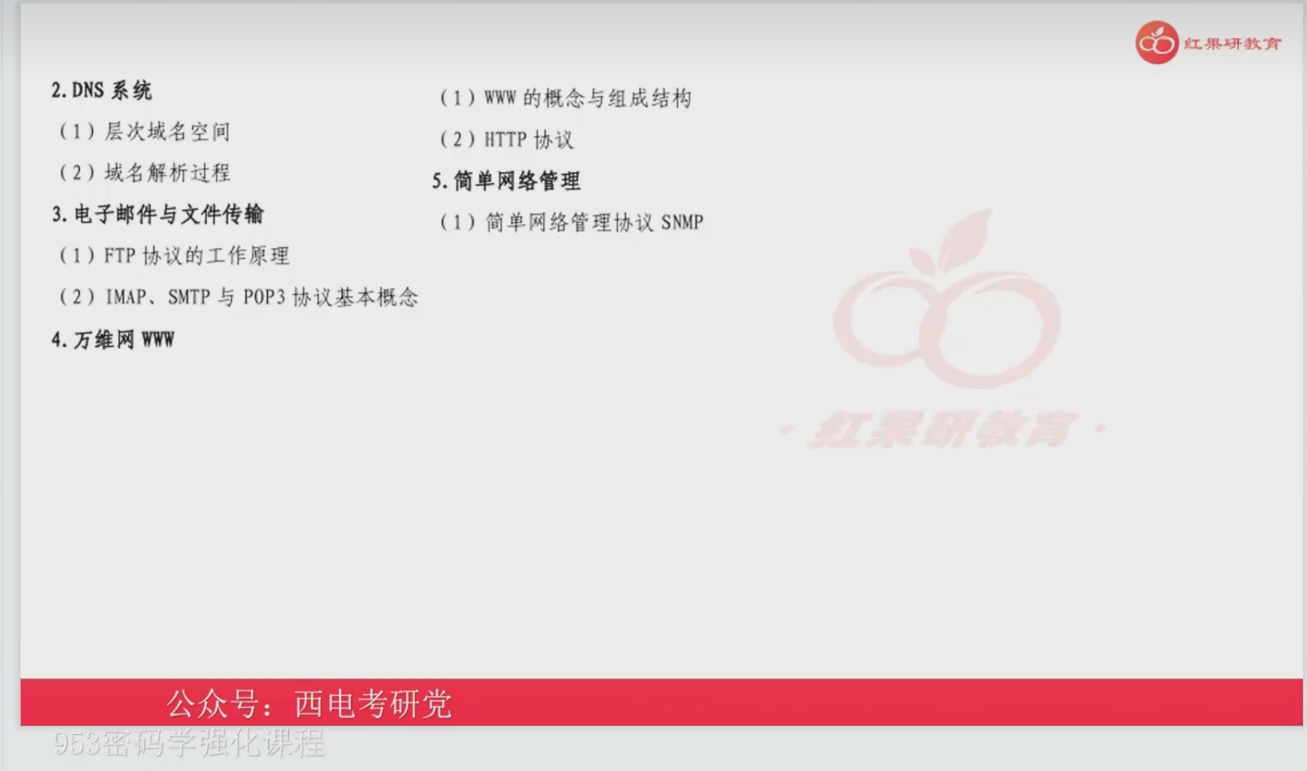 红果研教育
2.DNS 系统
（1）层次域名空间
（2）域名解析过程
3.电子邮件与文件传输
（1）FTP 协议的工作原理
（2）IMAP、SMTP 与 POP3 协议基本概念
4.万维网 WWW
（1）WWW 的概念与组成结构
（2）HTTP 协议
5.简单网络管理
（1）简单网络管理协议 SNMP
·红果研教育·
公众号：西电考研党
953密码学强化课程